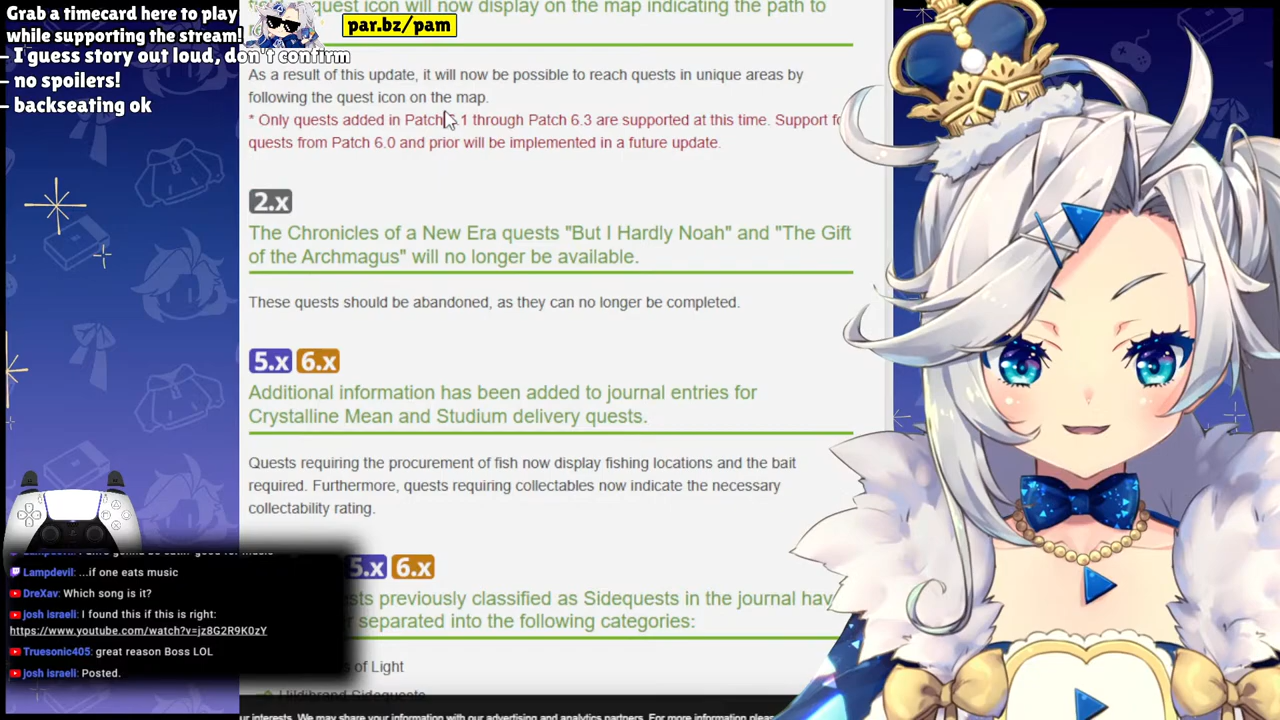 Grab a timecard here to play
while supporting the stream!
par.bz/pam
- I guess story out loud, don't confirm
- no spoilers!
- backseating ok
quest icon will now display on the map indicating the path to
As a result of this update, it will now be possible to reach quests in unique areas by
following the quest icon on the map.
* Only quests added in Patch .1 through Patch 6.3 are supported at this time. Support
quests from Patch 6.0 and prior will be implemented in a future update.
2.x
The Chronicles of a New Era quests "But I Hardly Noah" and "The Gift
of the Archmagus" will no longer be available.
These quests should be abandoned, as they can no longer be completed.
5.x 6.x
Additional information has been added to journal entries for
Crystalline Mean and Studium delivery quests.
Quests requiring the procurement of fish now display fishing locations and the bait
required. Furthermore, quests requiring collectables now indicate the necessary
collectability rating.
5.x 6.x
previously classified as Sidequests in the journal hav
separated into the following categories:
of Light
Hildibrand Sidequests
Lampdevil: ...if one eats music
DreXav: Which song is it?
josh israeli: I found this if this is right:
https://www.youtube.com/watch?v=jz8G2R9K0zY
Truesonic405: great reason Boss LOL
josh israeli: Posted.
our interests. We may share your information with our advertising and analytics partners. For more information please